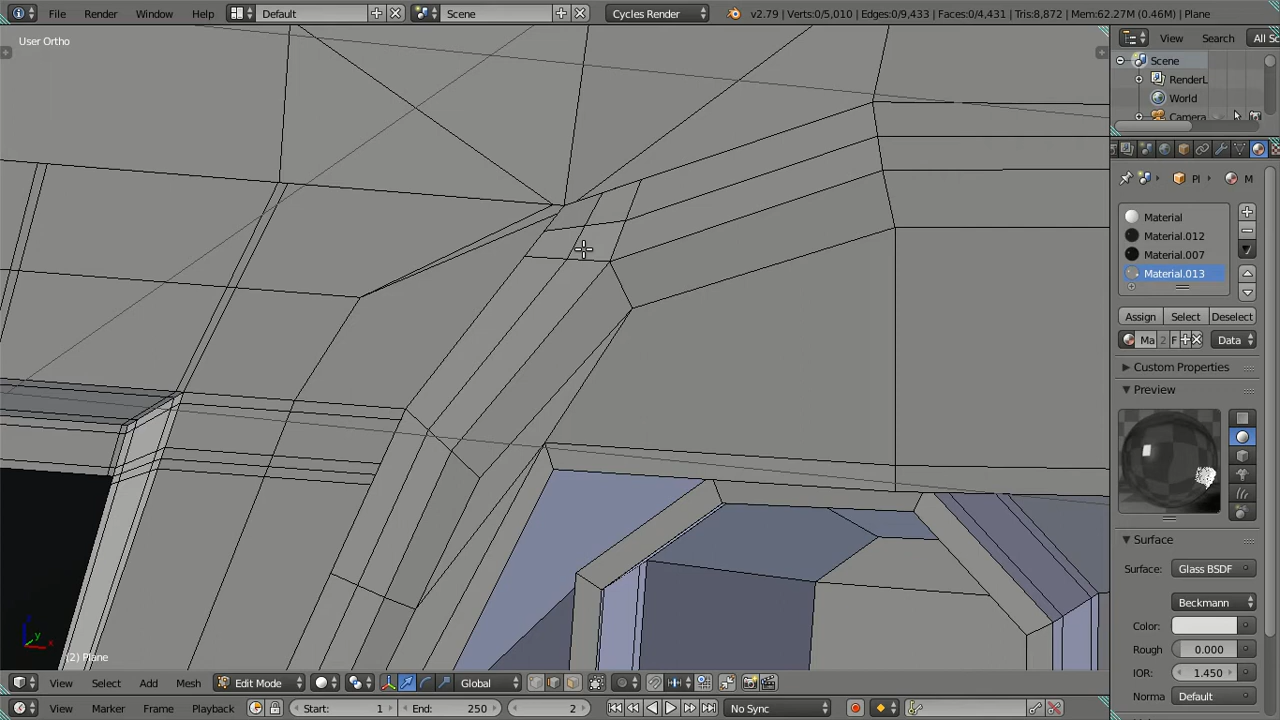 File Render Window Help Default Scene Cycles Render v2.79 | Verts:0/5,010 | Edges:0/9,433 | Faces:0/4,431 | Tris:8,872 | Mem:62.27M (0.46M) | Plane
User Ortho
View Search All Sc
Scene
RenderL
World
Camera
Pl M
Material
Material.012
Material.007
Material.013
Assign Select Deselect
Ma 2 F Data
Custom Properties
Preview
Surface
Surface: Glass BSDF
Beckmann
Color:
Rough 0.000
IOR: 1.450
Norma Default
z y x
(2) Plane
View Select Add Mesh Edit Mode Global
View Marker Frame Playback Start: 1 End: 250 2 No Sync